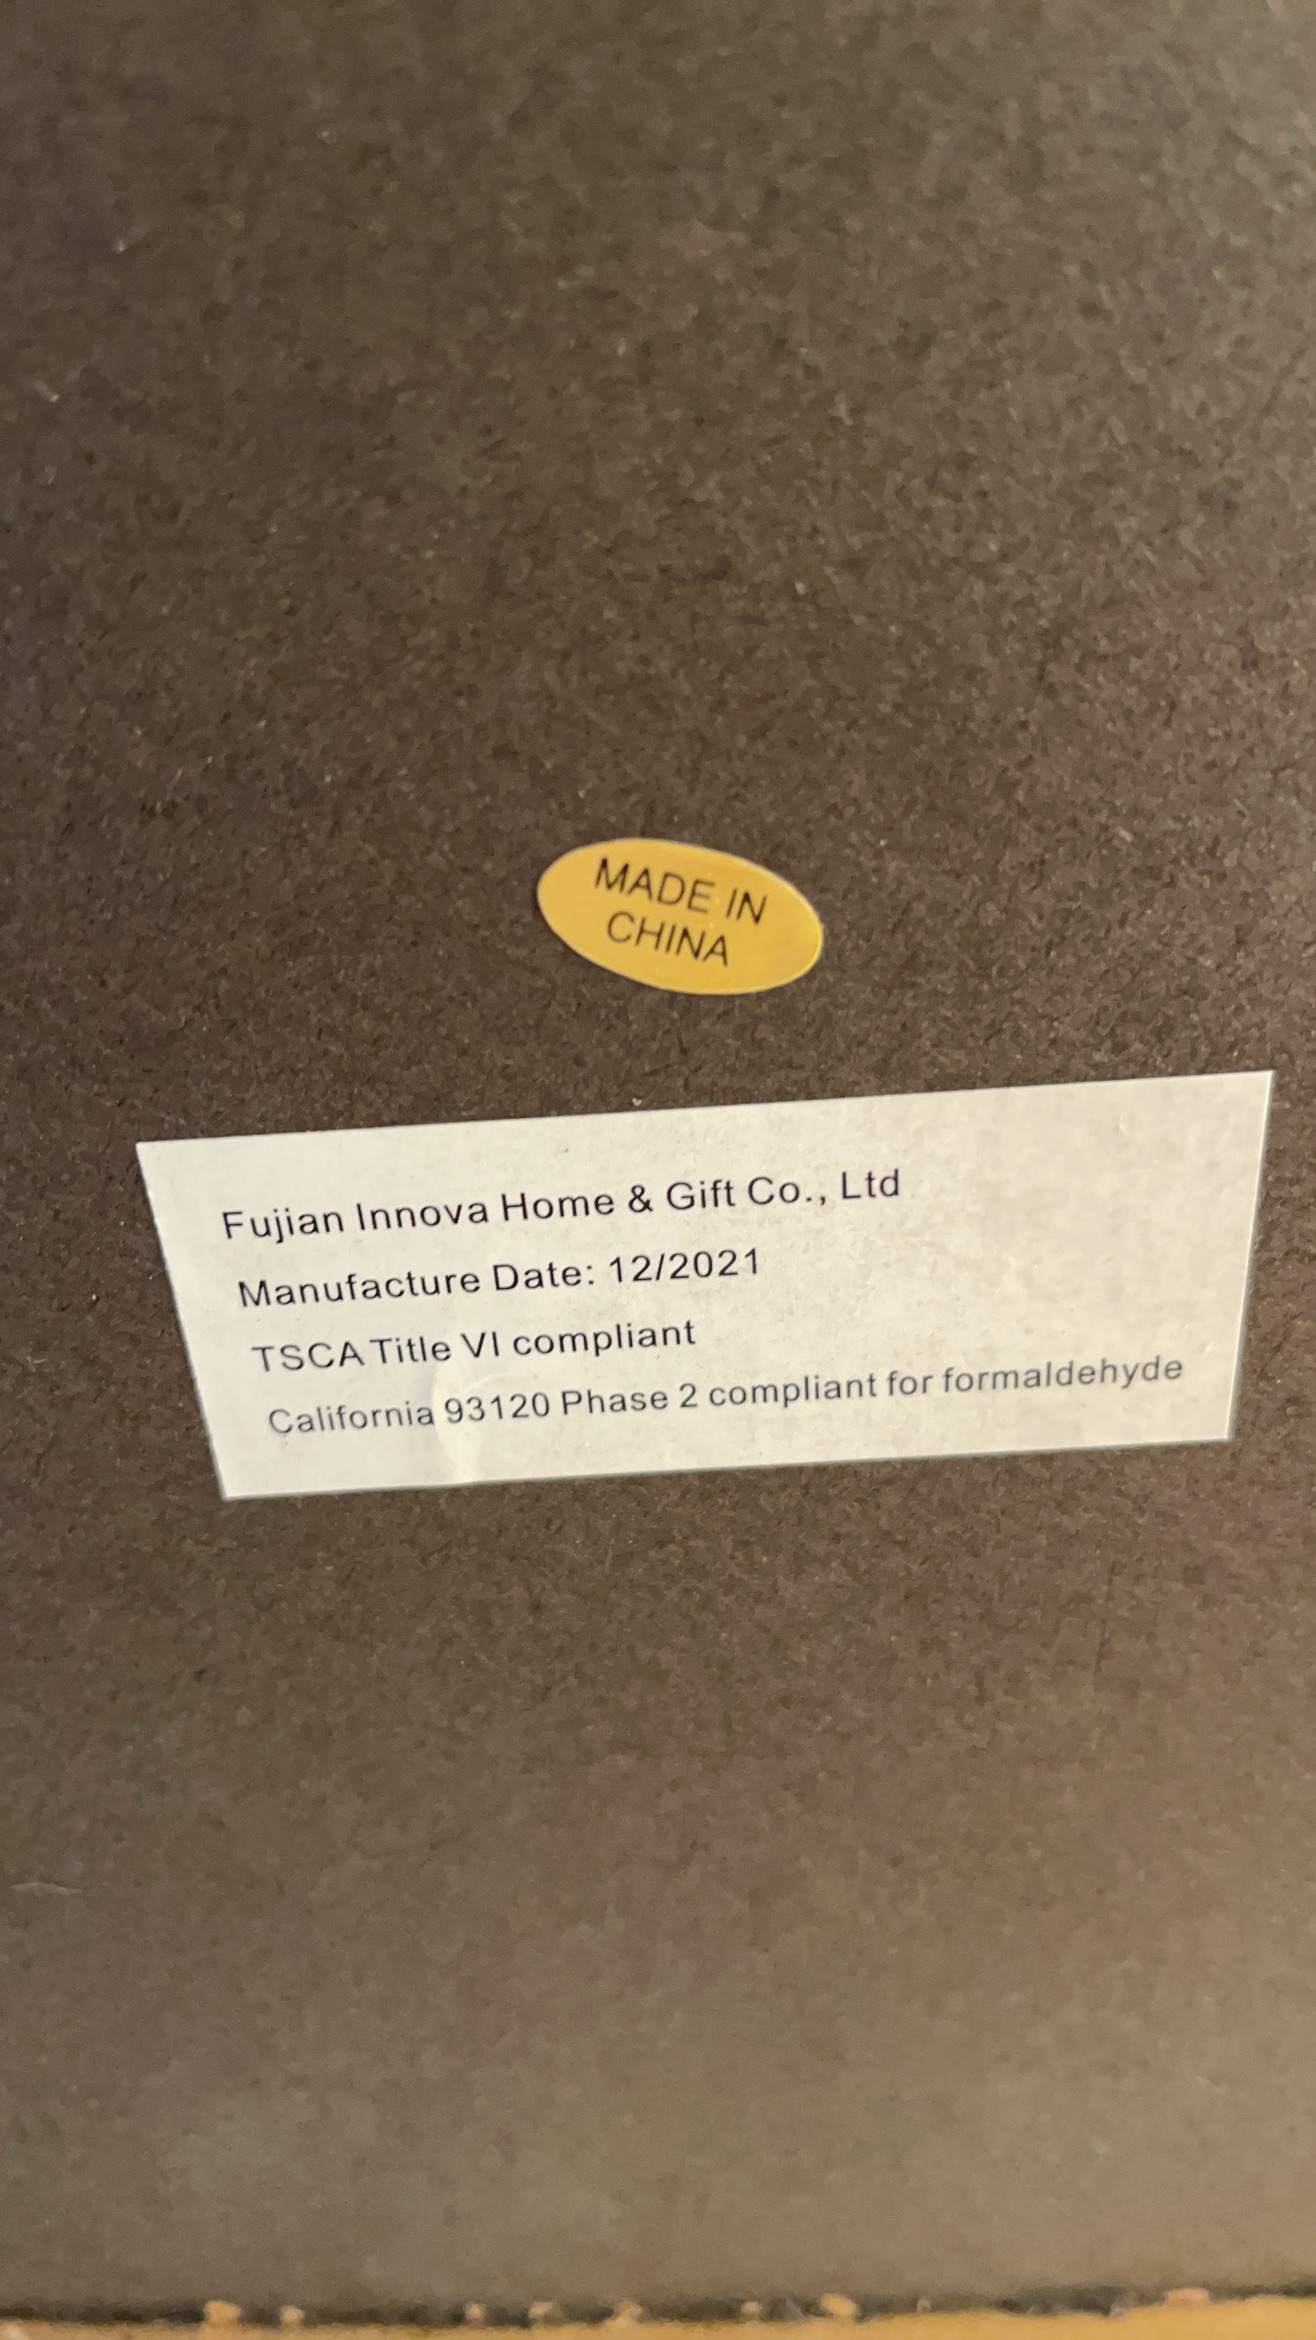 MADE IN
CHINA
Fujian Innova Home & Gift Co., Ltd
Manufacture Date: 12/2021
TSCA Title VI compliant
California 93120 Phase 2 compliant for formaldehyde